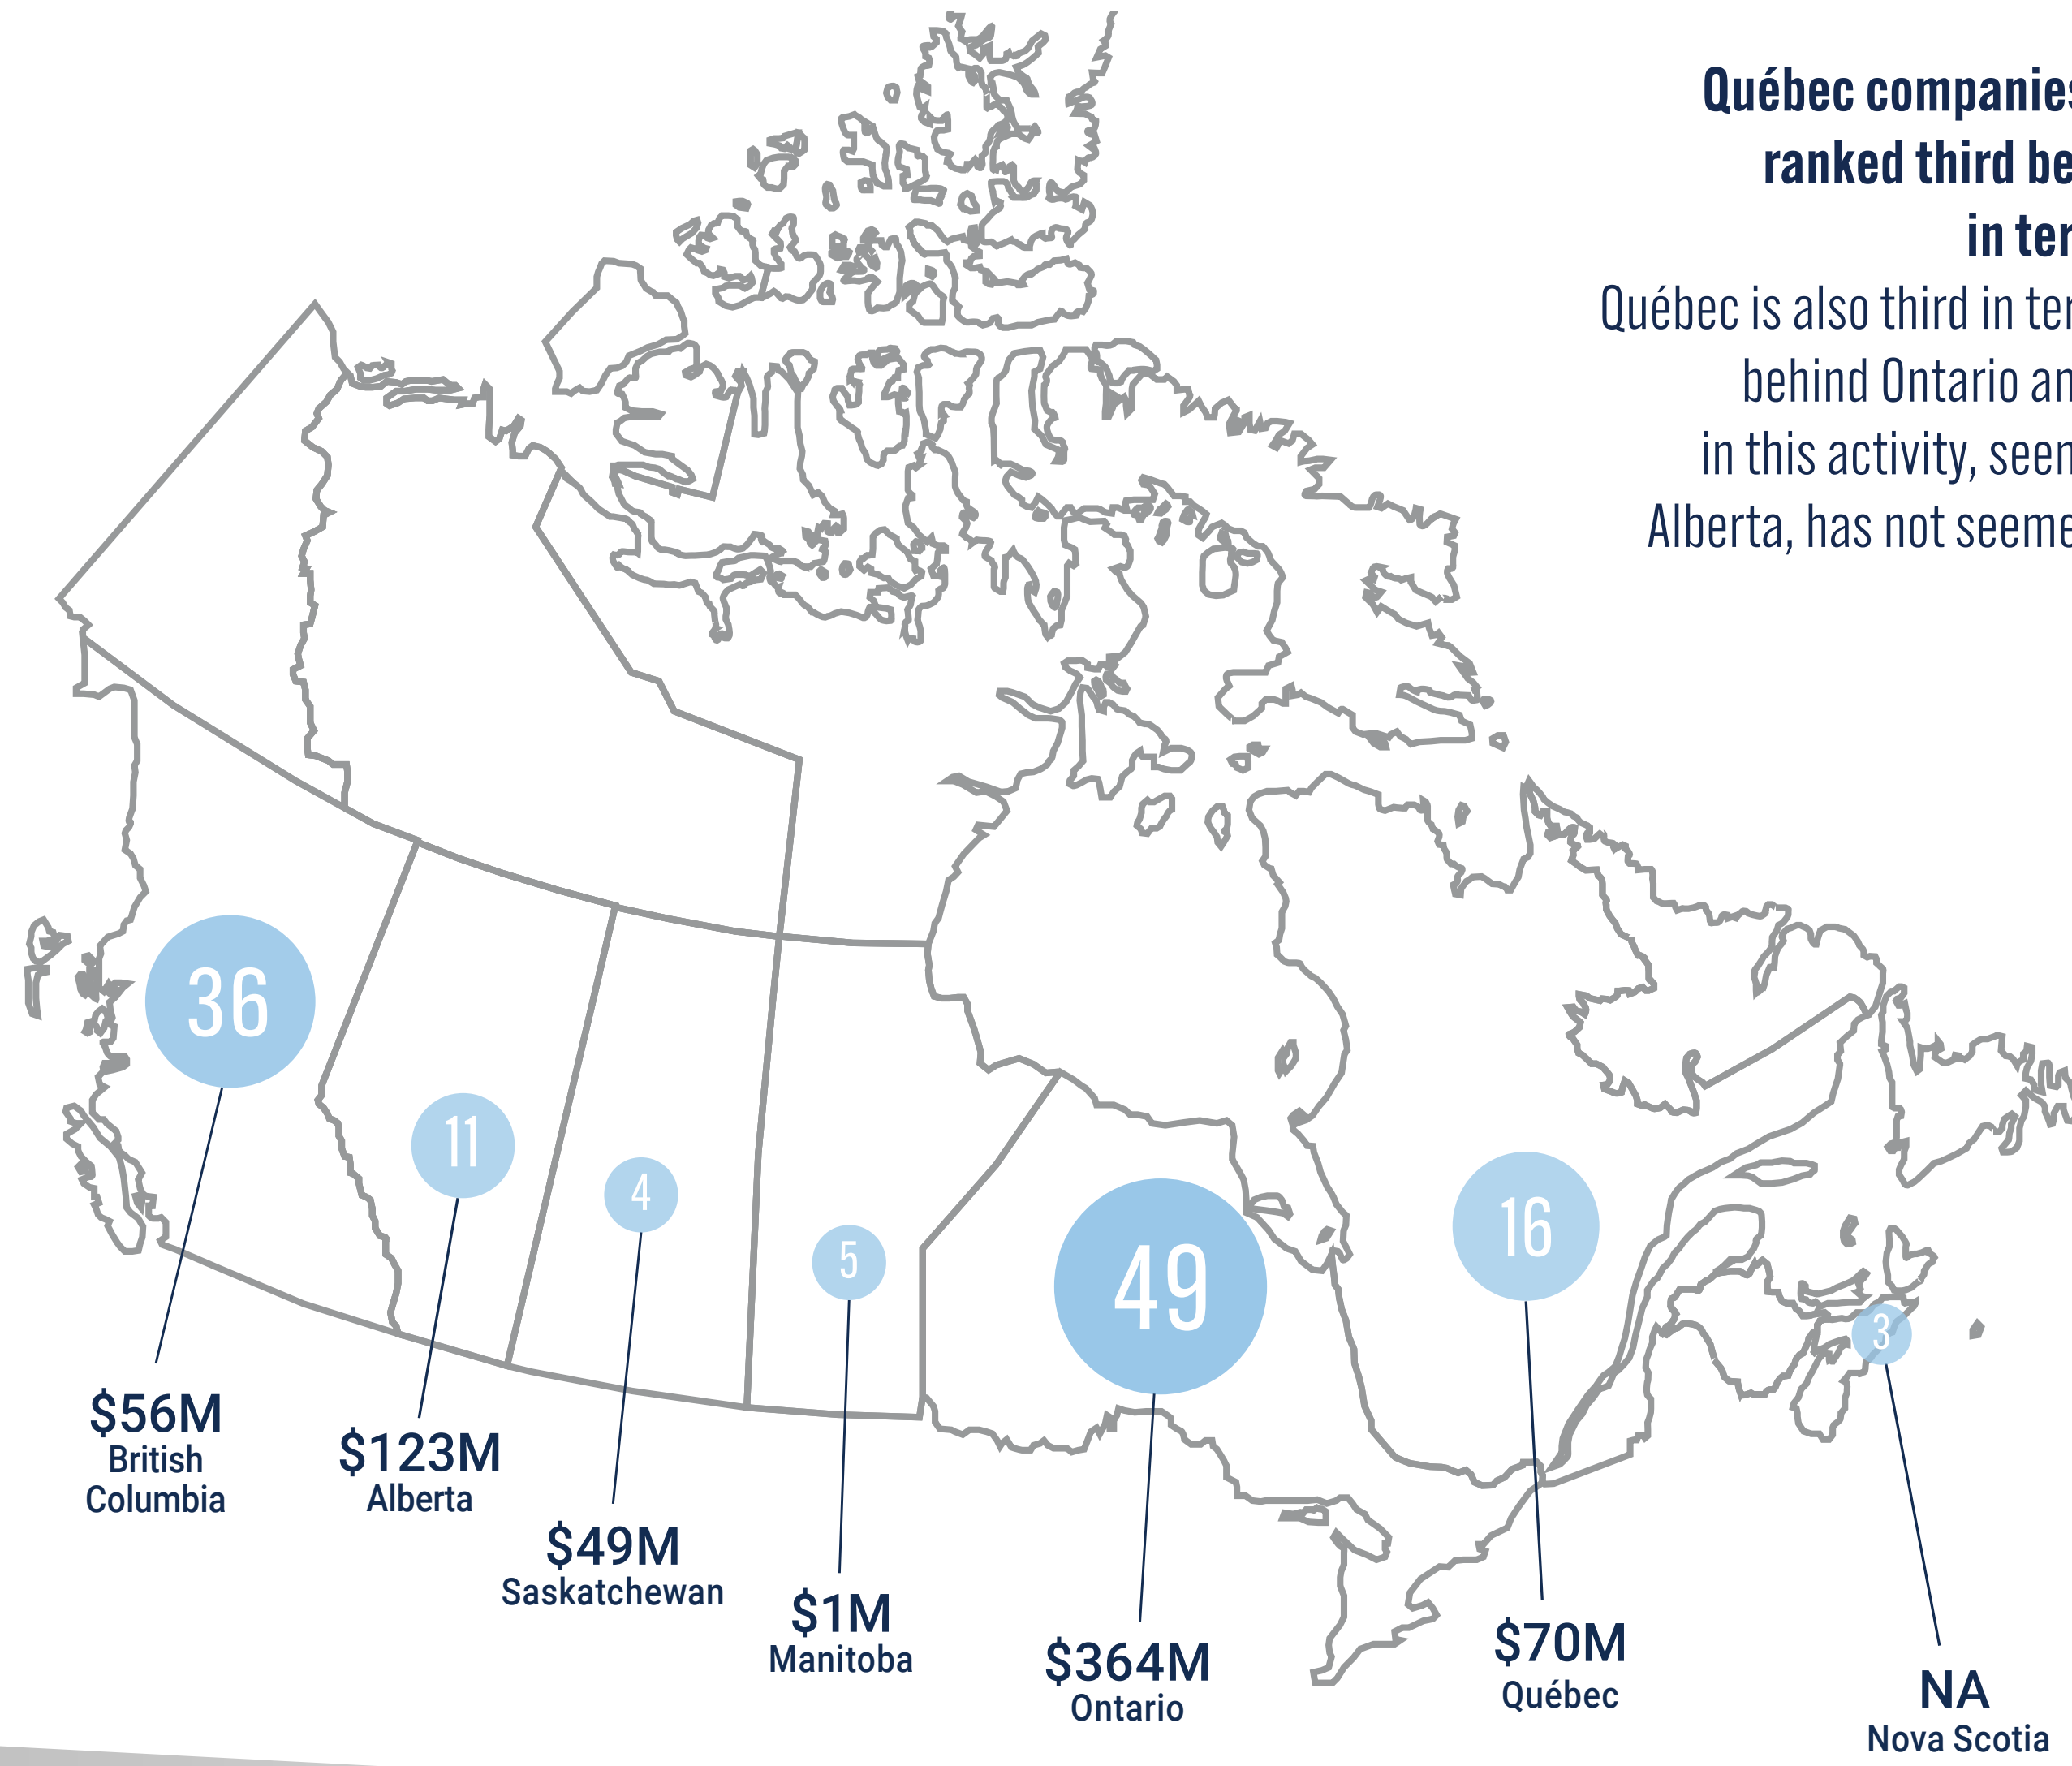 Québec companies
ranked third be
in ter
Québec is also third in ter
behind Ontario an
in this activity, seen
Alberta, has not seeme
36
11
4
5
49
16
3
$56M
British
Columbia
$123M
Alberta
$49M
Saskatchewan
$1M
Manitoba
$364M
Ontario
$70M
Québec
NA
Nova Scotia